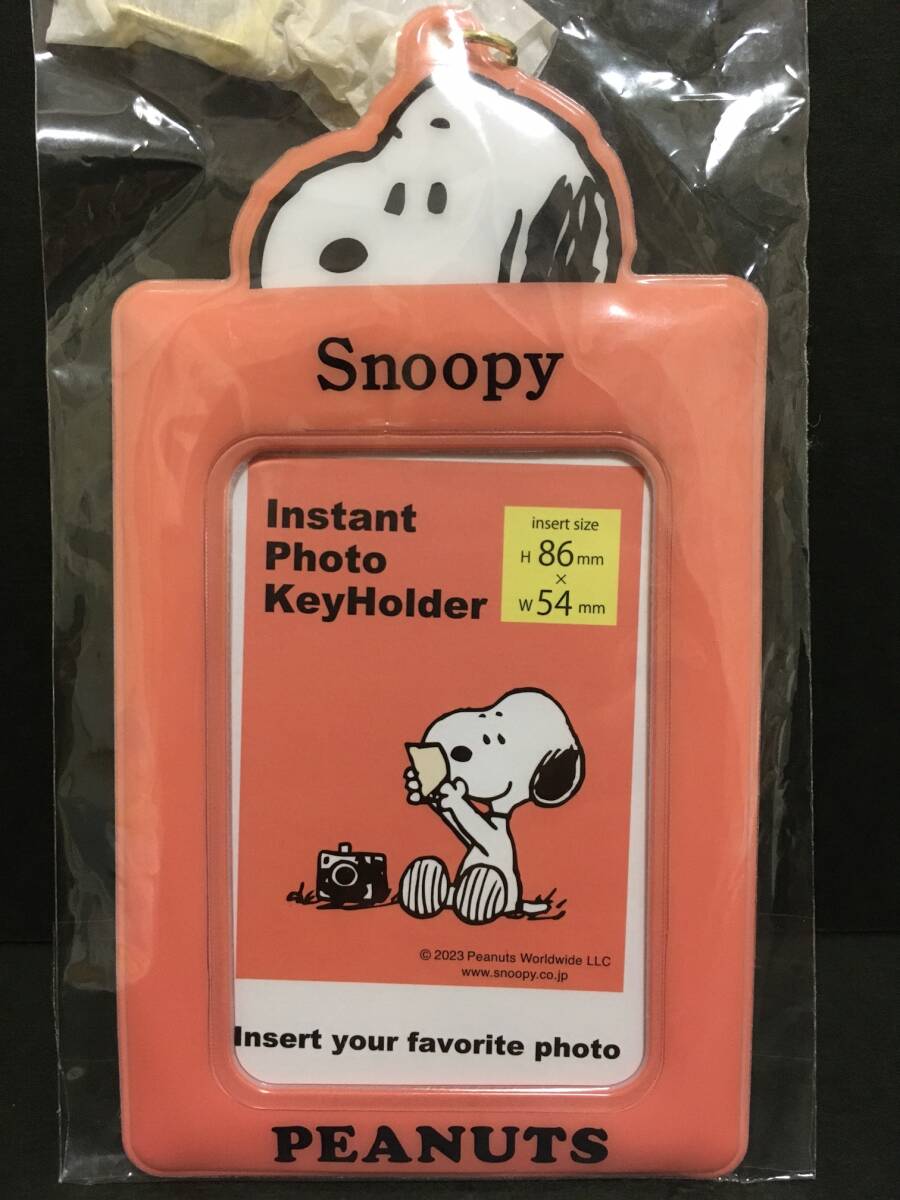 Snoopy
Instant
Photo
KeyHolder
insert size
H 86 mm
×
W 54 mm
© 2023 Peanuts Worldwide LLC
www.snoopy.co.jp
Insert your favorite photo
PEANUTS